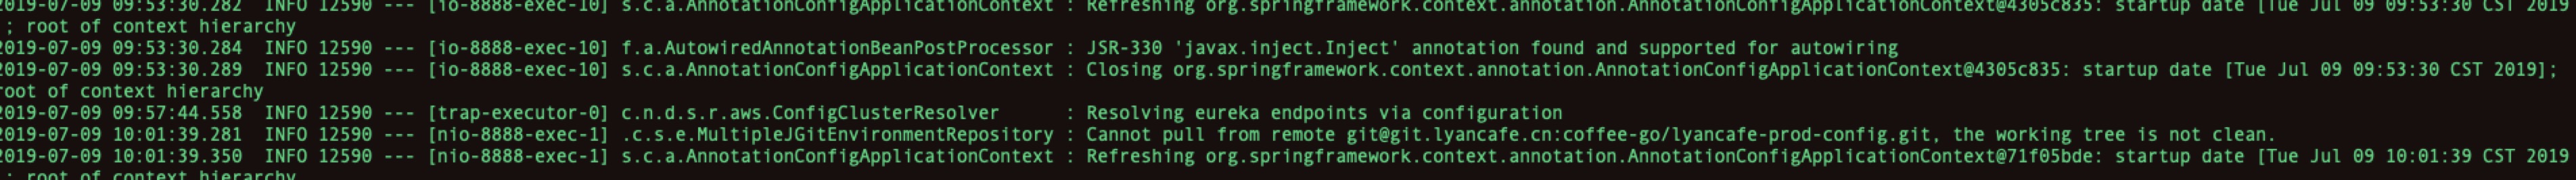 2019-07-09 09:53:30.282  INFO 12590 --- [io-8888-exec-10] s.c.a.AnnotationConfigApplicationContext : Refreshing org.springframework.context.annotation.AnnotationConfigApplicationContext@4305c835: startup date [Tue Jul 09 09:53:30 CST 2019
; root of context hierarchy
2019-07-09 09:53:30.284  INFO 12590 --- [io-8888-exec-10] f.a.AutowiredAnnotationBeanPostProcessor : JSR-330 'javax.inject.Inject' annotation found and supported for autowiring
2019-07-09 09:53:30.289  INFO 12590 --- [io-8888-exec-10] s.c.a.AnnotationConfigApplicationContext : Closing org.springframework.context.annotation.AnnotationConfigApplicationContext@4305c835: startup date [Tue Jul 09 09:53:30 CST 2019];
root of context hierarchy
2019-07-09 09:57:44.558  INFO 12590 --- [trap-executor-0] c.n.d.s.r.aws.ConfigClusterResolver      : Resolving eureka endpoints via configuration
2019-07-09 10:01:39.281  INFO 12590 --- [nio-8888-exec-1] .c.s.e.MultipleJGitEnvironmentRepository : Cannot pull from remote git@git.lyancafe.cn:coffee-go/lyancafe-prod-config.git, the working tree is not clean.
2019-07-09 10:01:39.350  INFO 12590 --- [nio-8888-exec-1] s.c.a.AnnotationConfigApplicationContext : Refreshing org.springframework.context.annotation.AnnotationConfigApplicationContext@71f05bde: startup date [Tue Jul 09 10:01:39 CST 2019
; root of context hierarchy